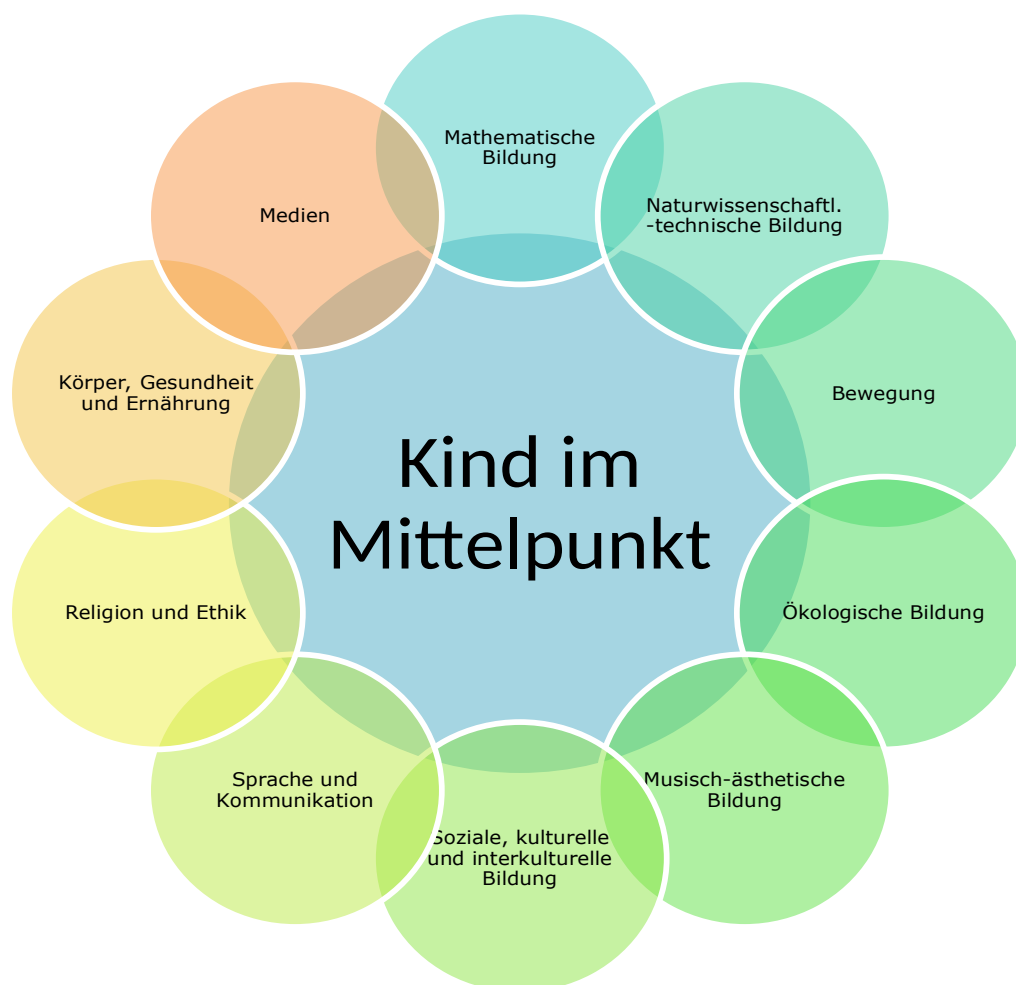 Mathematische
Bildung
Naturwissenschaftl.
-technische Bildung
Bewegung
Ökologische Bildung
Musisch-ästhetische
Bildung
Soziale, kulturelle
und interkulturelle
Bildung
Sprache und
Kommunikation
Religion und Ethik
Körper, Gesundheit
und Ernährung
Medien
Kind im
Mittelpunkt